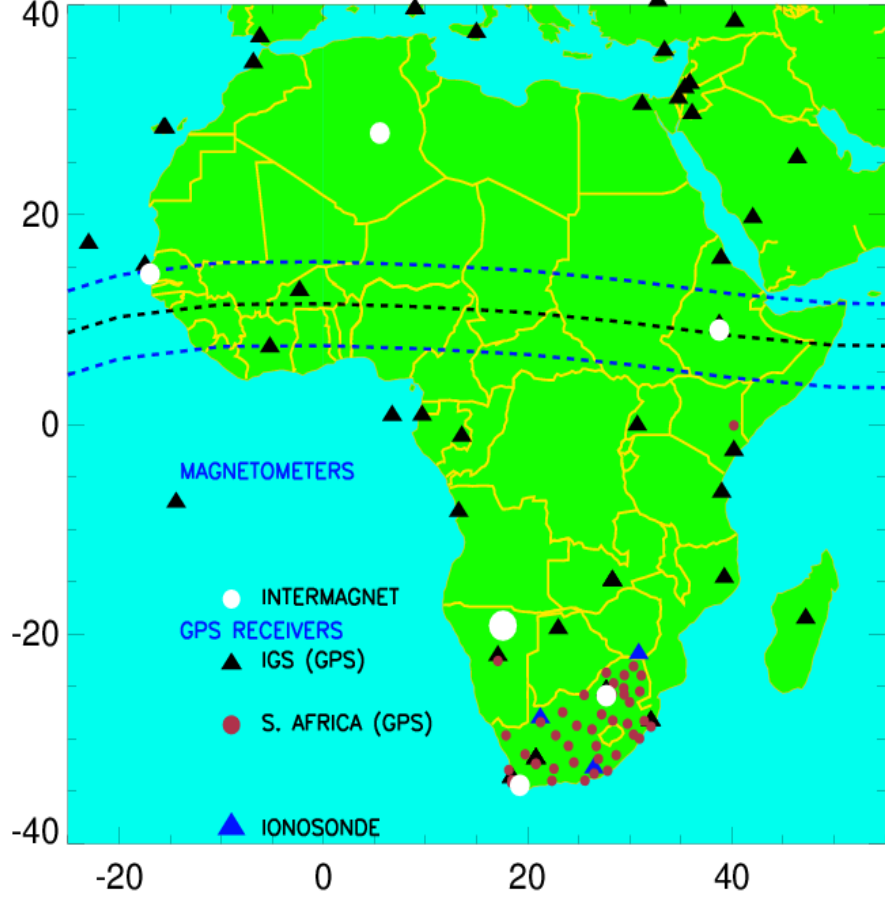 40
20
0
MAGNETOMETERS
INTERMAGNET
-20
GPS RECEIVERS
IGS (GPS)
S. AFRICA (GPS)
IONOSONDE
-40
-20 0 20 40